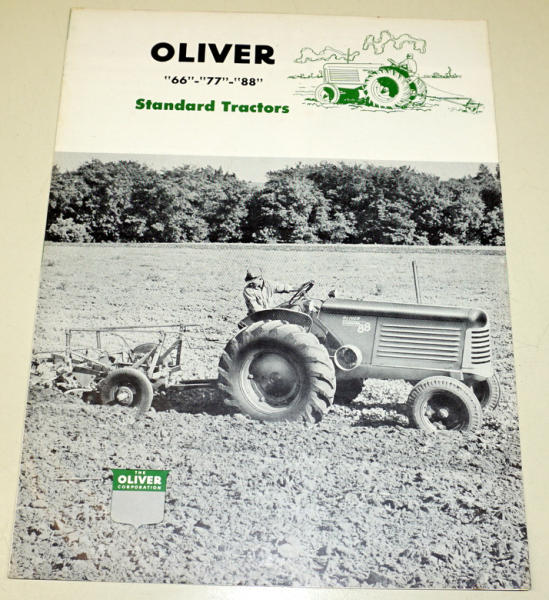 OLIVER
"66"-"77"-"88"
Standard Tractors
OLIVER
88
THE
OLIVER
CORPORATION